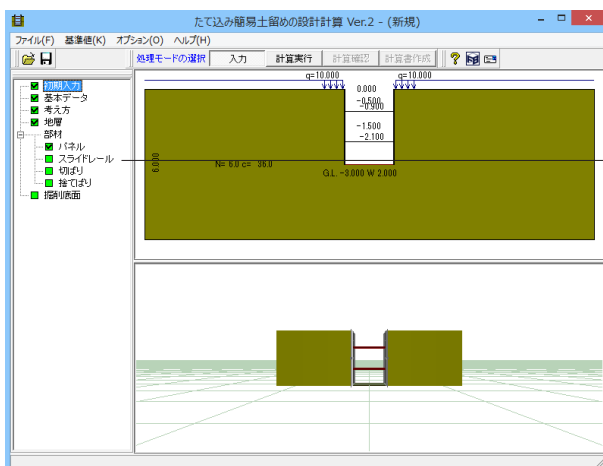 たて込み簡易土留めの設計計算 Ver.2 - (新規)
ファイル(F) 基準値(K) オプション(O) ヘルプ(H)
処理モードの選択 入力 計算実行 計算確認 計算書作成
初期入力
基本データ
考え方
地層
部材
パネル
スライドレール
切ばり
捨てばり
掘削底面
q=10.000 q=10.000
0.000
-0.500
-0.900
-1.500
-2.100
6.000
N= 6.0 c= 36.0
G.L.-3.000 W 2.000